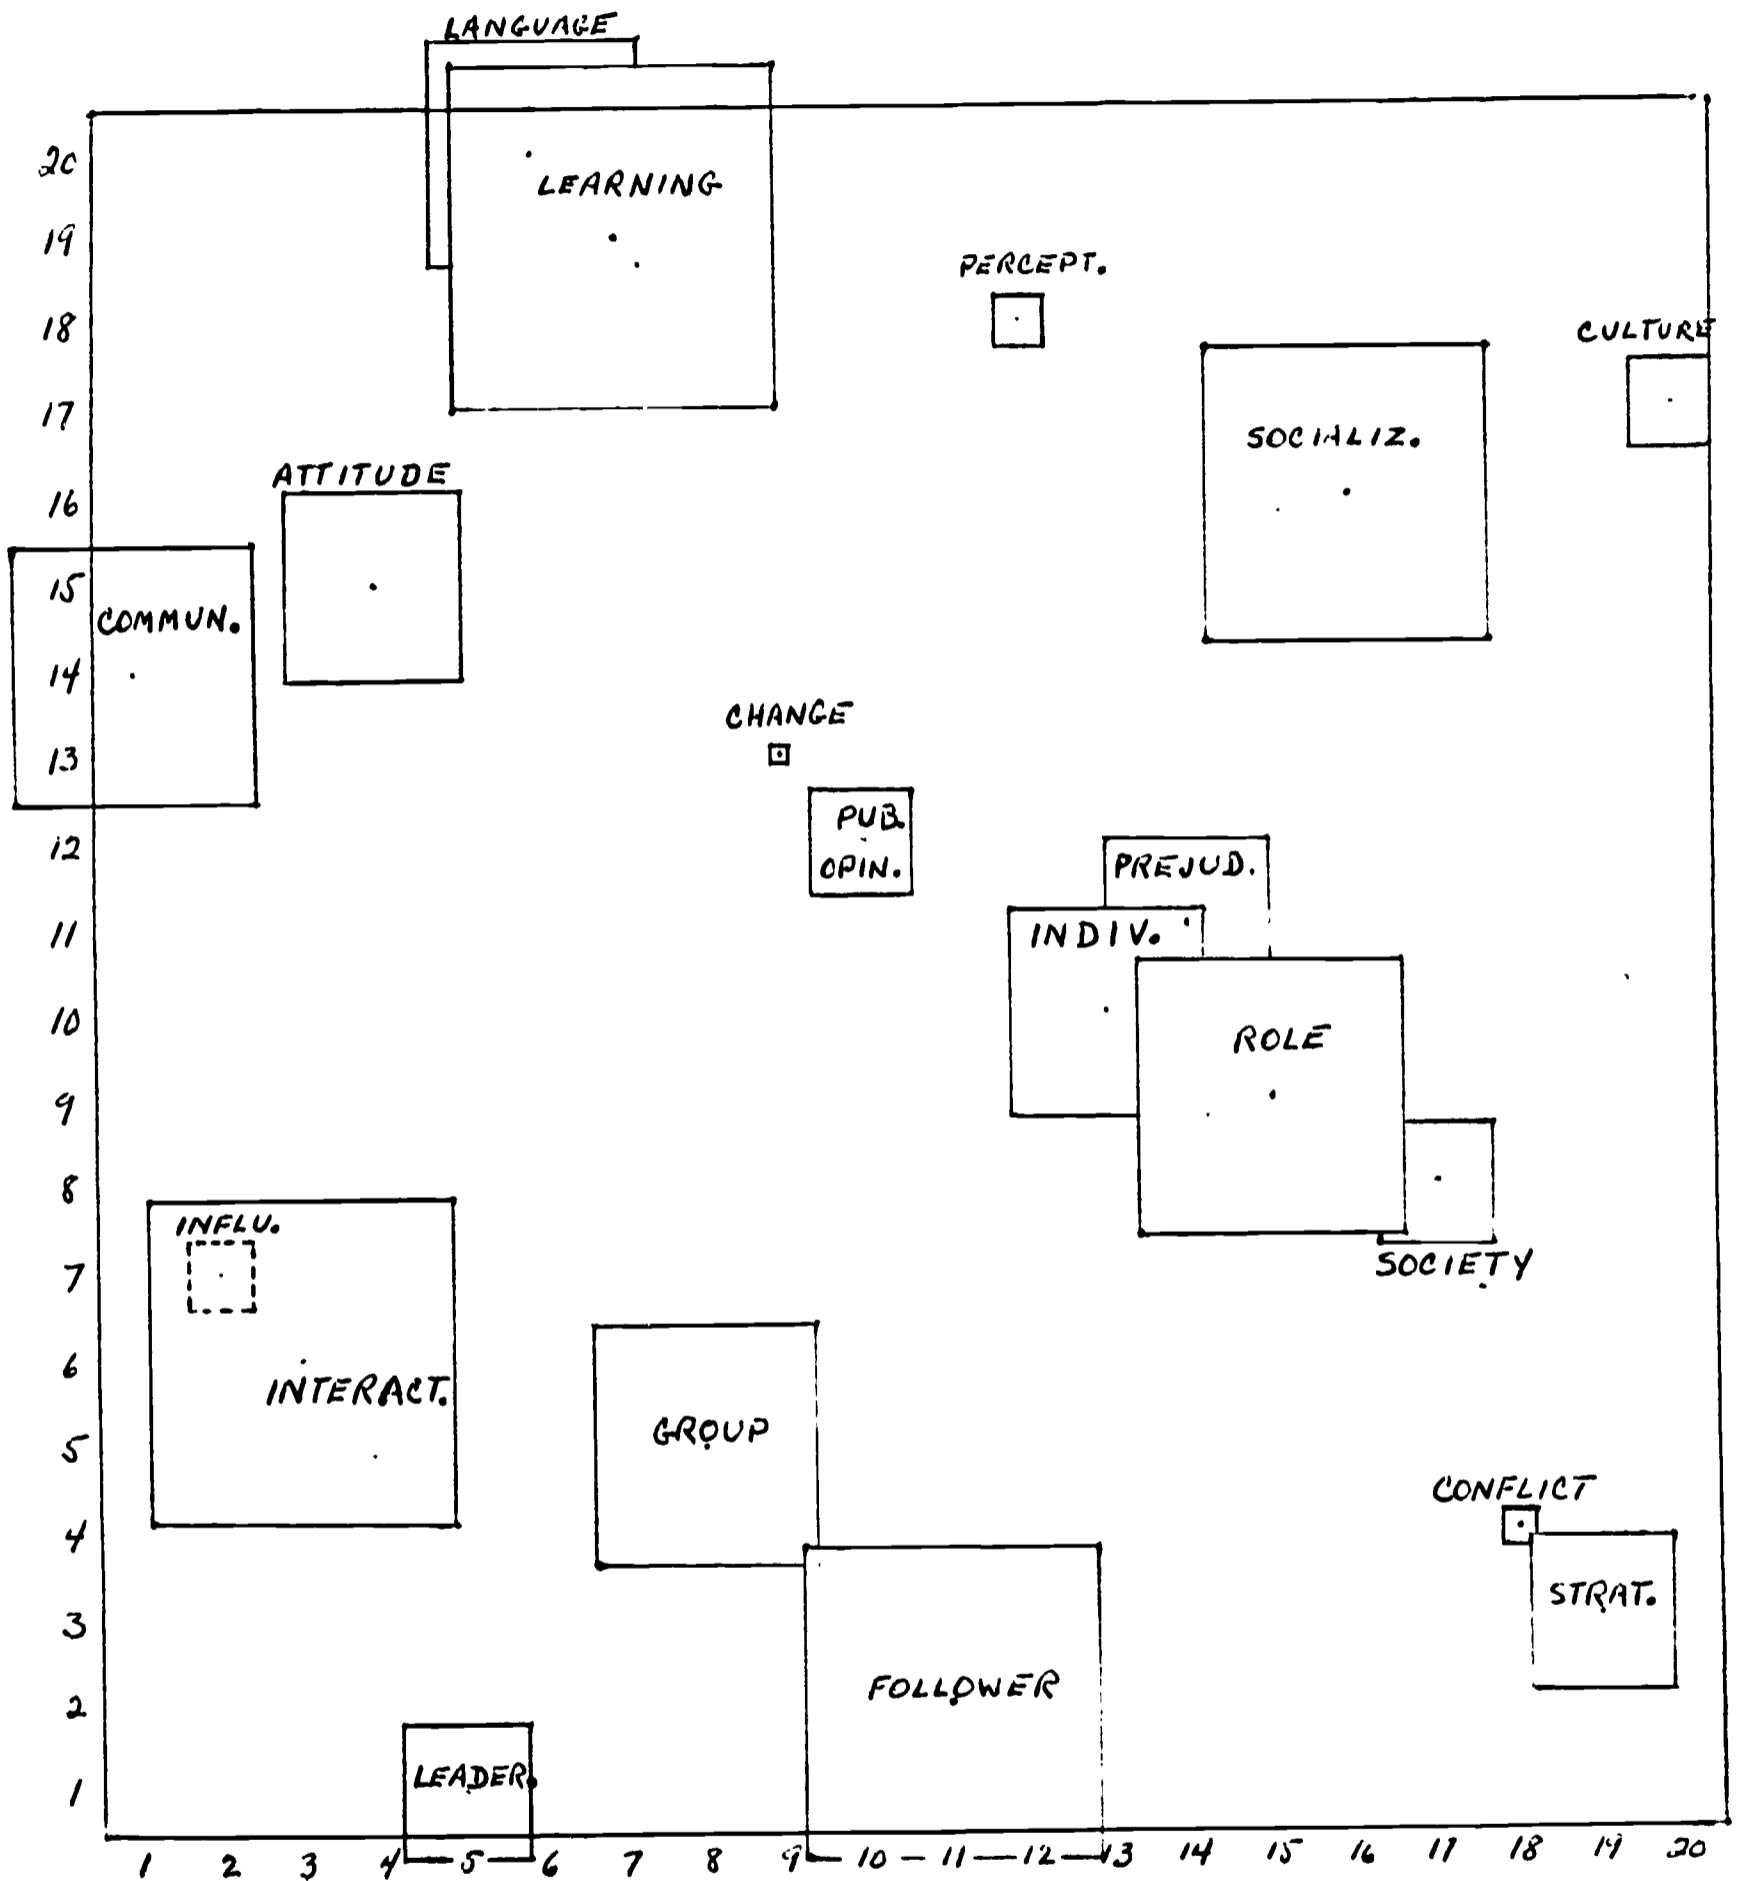 LANGUAGE
20
LEARNING
19
PERCEPT.
18
CULTURE
17
SOCIALIZ.
ATTITUDE
16
15
COMMUN.
14
CHANGE
13
PUB.
12
OPIN.
PREJUD.
11
INDIV.
10
ROLE
9
8
INFLU.
SOCIETY
7
6
INTERACT.
GROUP
5
CONFLICT
4
STRAT.
3
FOLLOWER
2
LEADER.
1
1 2 3 4 5 6 7 8 9 10 11 12 13 14 15 16 17 18 19 20